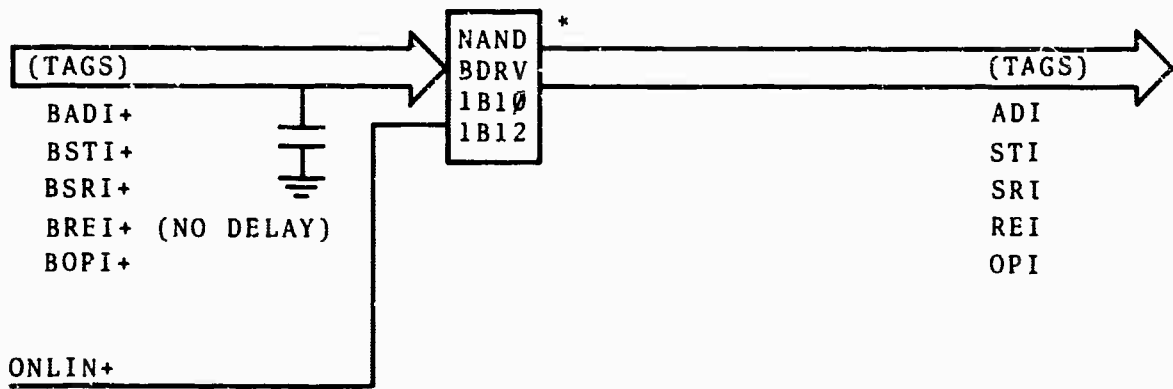 *
NAND
BDRV
1B1Ø
1B12
(TAGS)
BADI+
BSTI+
BSRI+
BREI+ (NO DELAY)
BOPI+
(TAGS)
ADI
STI
SRI
REI
OPI
ONLIN+